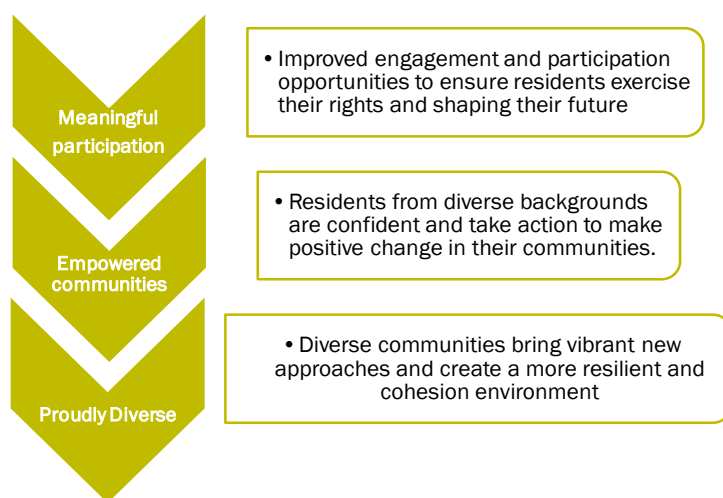 Meaningful
participation
• Improved engagement and participation
opportunities to ensure residents exercise
their rights and shaping their future
Empowered
communities
• Residents from diverse backgrounds
are confident and take action to make
positive change in their communities.
Proudly Diverse
• Diverse communities bring vibrant new
approaches and create a more resilient and
cohesion environment